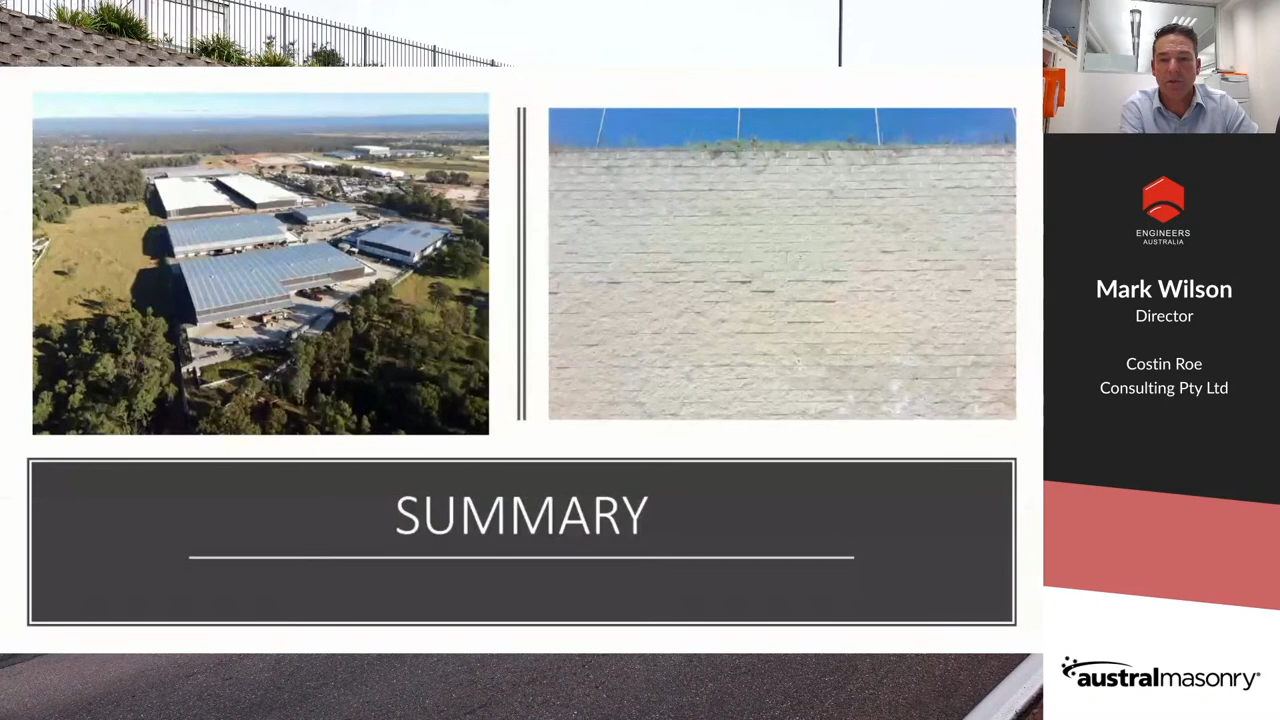 SUMMARY
ENGINEERS
AUSTRALIA
Mark Wilson
Director
Costin Roe
Consulting Pty Ltd
australmasonry®